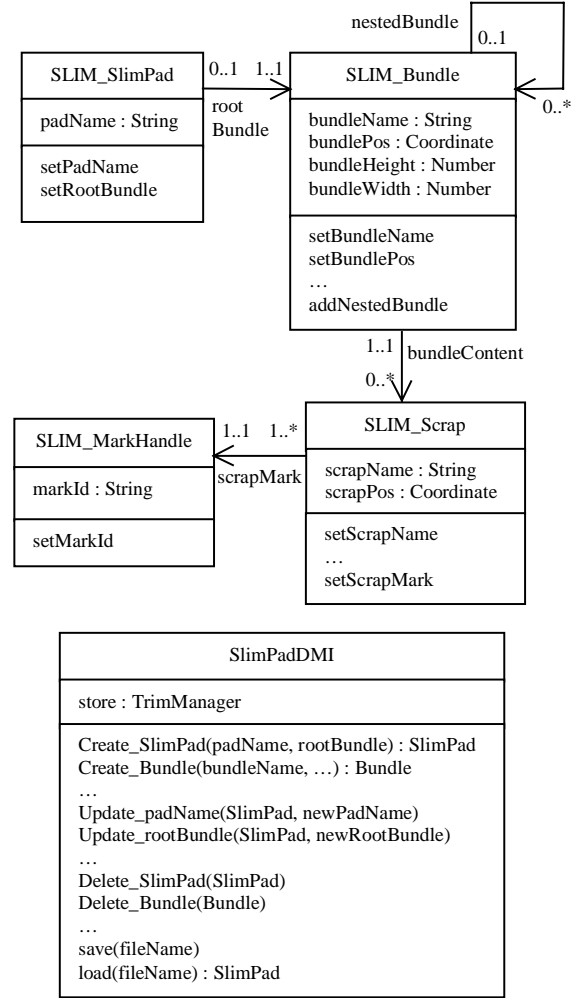 nestedBundle
0..1
0..*
SLIM_SlimPad
padName : String
setPadName
setRootBundle
0..1 1..1
root
Bundle
SLIM_Bundle
bundleName : String
bundlePos : Coordinate
bundleHeight : Number
bundleWidth : Number
setBundleName
setBundlePos
…
addNestedBundle
1..1
bundleContent
0..*
SLIM_MarkHandle
markId : String
setMarkId
1..1 1..*
scrapMark
SLIM_Scrap
scrapName : String
scrapPos : Coordinate
setScrapName
…
setScrapMark
SlimPadDMI
store : TrimManager
Create_SlimPad(padName, rootBundle) : SlimPad
Create_Bundle(bundleName, …) : Bundle
…
Update_padName(SlimPad, newPadName)
Update_rootBundle(SlimPad, newRootBundle)
…
Delete_SlimPad(SlimPad)
Delete_Bundle(Bundle)
…
save(fileName)
load(fileName) : SlimPad